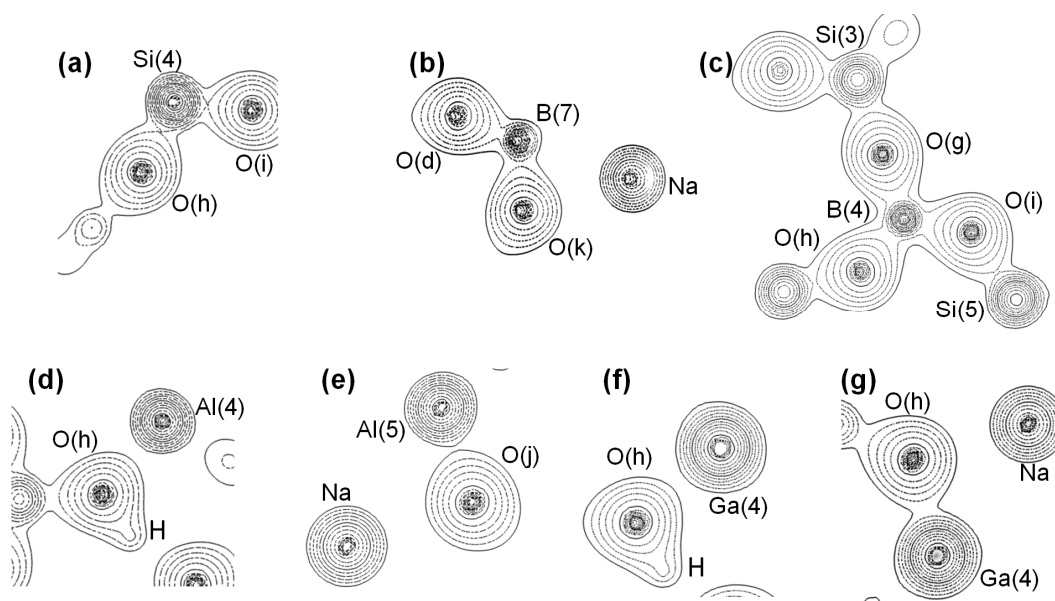 (a)
Si(4)
O(i)
O(h)
(b)
B(7)
O(d)
Na
O(k)
(c)
Si(3)
O(g)
B(4)
O(i)
O(h)
Si(5)
(d)
Al(4)
O(h)
H
(e)
Al(5)
O(j)
Na
(f)
O(h)
Ga(4)
H
(g)
O(h)
Na
Ga(4)